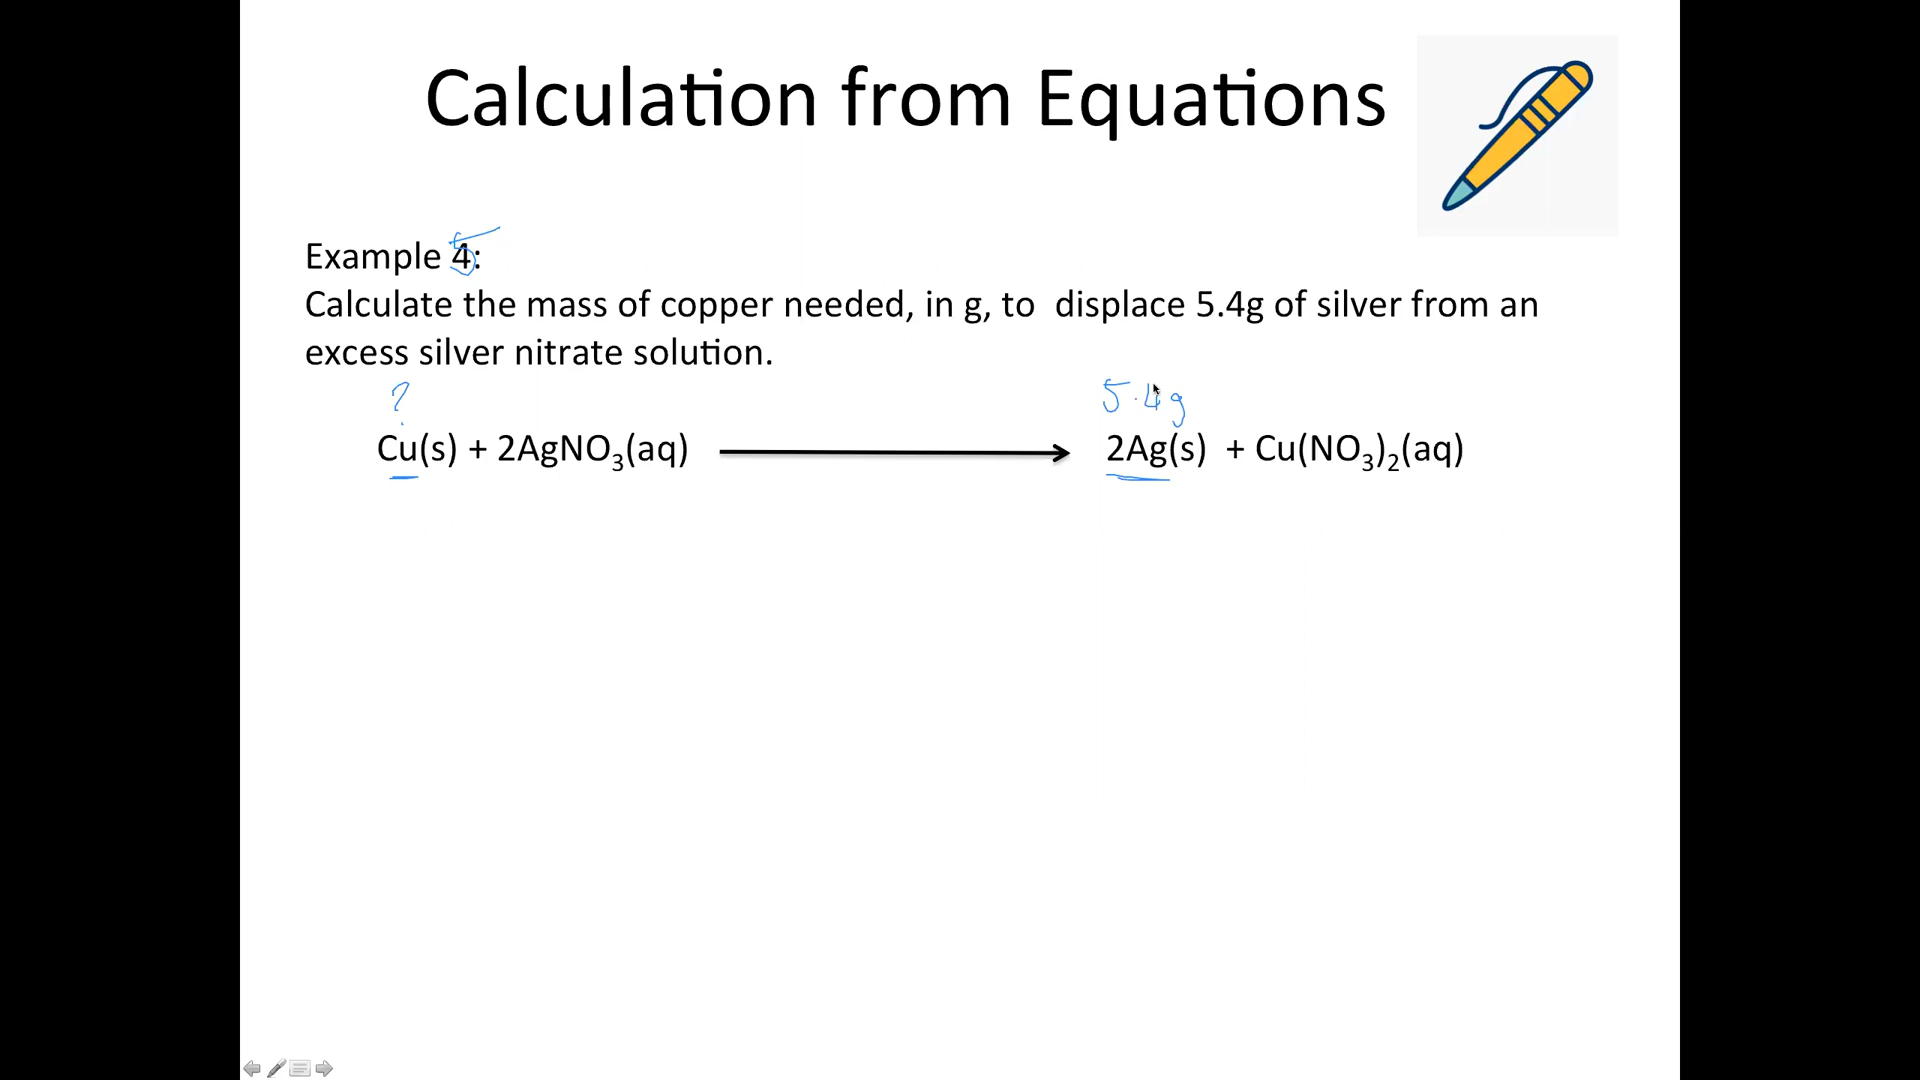 Calculation from Equations
Example 4:
5
Calculate the mass of copper needed, in g, to  displace 5.4g of silver from an
excess silver nitrate solution.
? 5.4g
Cu(s) + 2AgNO₃(aq) → 2Ag(s)  + Cu(NO₃)₂(aq)